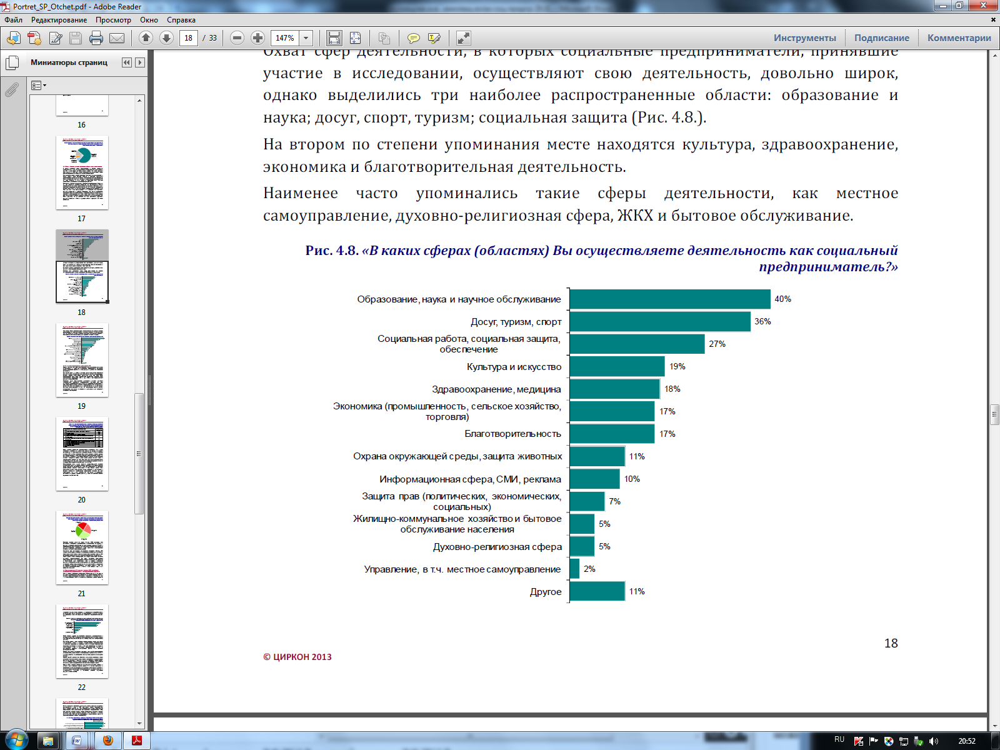 Portret_SP_Otchet.pdf - Adobe Reader
Файл Редактирование Просмотр Окно Справка
18 / 33 147% Инструменты Подписание Комментарии
Миниатюры страниц
16
17
18
19
20
21
22
Охват сфер деятельности, в которых социальные предприниматели, принявшие
участие в исследовании, осуществляют свою деятельность, довольно широк,
однако выделились три наиболее распространенные области: образование и
наука; досуг, спорт, туризм; социальная защита (Рис. 4.8.).
На втором по степени упоминания месте находятся культура, здравоохранение,
экономика и благотворительная деятельность.
Наименее часто упоминались такие сферы деятельности, как местное
самоуправление, духовно-религиозная сфера, ЖКХ и бытовое обслуживание.
Рис. 4.8. «В каких сферах (областях) Вы осуществляете деятельность как социальный
предприниматель?»
Образование, наука и научное обслуживание 40%
Досуг, туризм, спорт 36%
Социальная работа, социальная защита,
обеспечение 27%
Культура и искусство 19%
Здравоохранение, медицина 18%
Экономика (промышленность, сельское хозяйство,
торговля) 17%
Благотворительность 17%
Охрана окружающей среды, защита животных 11%
Информационная сфера, СМИ, реклама 10%
Защита прав (политических, экономических,
социальных) 7%
Жилищно-коммунальное хозяйство и бытовое
обслуживание населения 5%
Духовно-религиозная сфера 5%
Управление, в т.ч. местное самоуправление 2%
Другое 11%
18
© ЦИРКОН 2013
RU 20:52